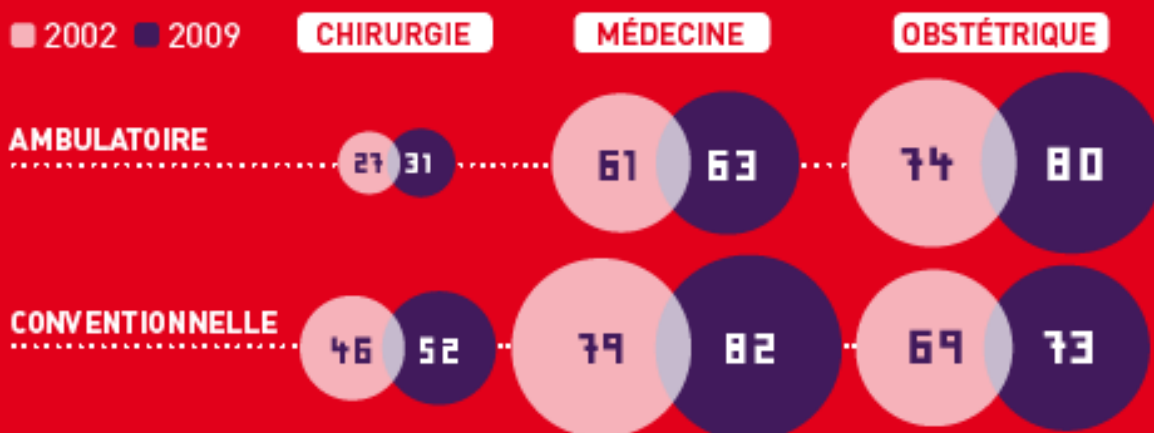 2002 2009 CHIRURGIE MÉDECINE OBSTÉTRIQUE
AMBULATOIRE
27 31 61 63 74 80
CONVENTIONNELLE
46 52 79 82 69 73